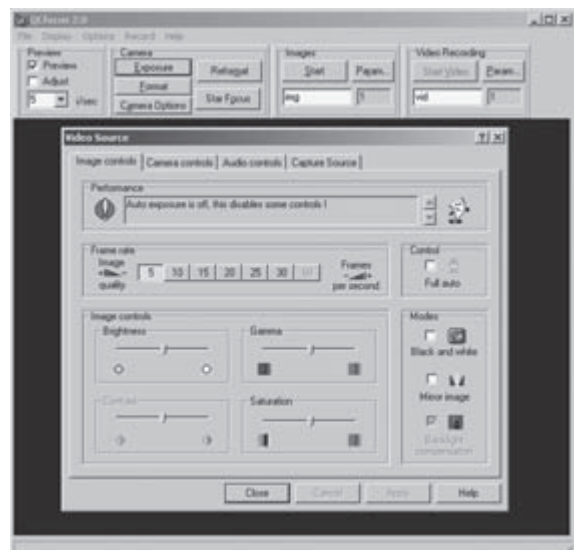 QCFocus 2.0
File Display Options Record Help
Preview Camera Images Video Recording
Preview Exposure Reformat Start Param... Start Video Param...
Adjust Format
5 f/sec Camera Options Star Focus img 1 vid 1
Video Source
Image controls Camera controls Audio controls Capture Source
Performance
Auto exposure is off, this disables some controls !
Frame rate Control
Image quality 5 10 15 20 25 30 Frames per second Full auto
Image controls Modes
Brightness Gamma
Black and white
Contrast Saturation Mirror image
Backlight compensation
Close Cancel Apply Help